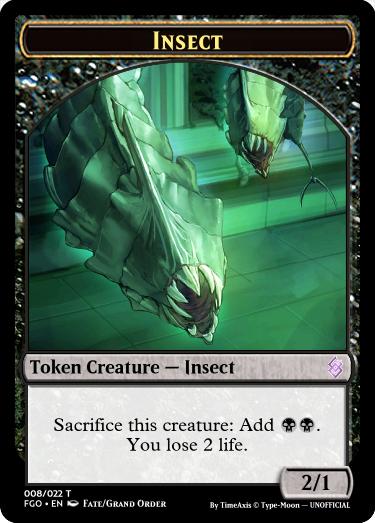 Insect
Token Creature — Insect
Sacrifice this creature: Add
You lose 2 life.
2/1
008/022 T
FGO • EN Fate/Grand Order
By TimeAxis © Type-Moon — UNOFFICIAL